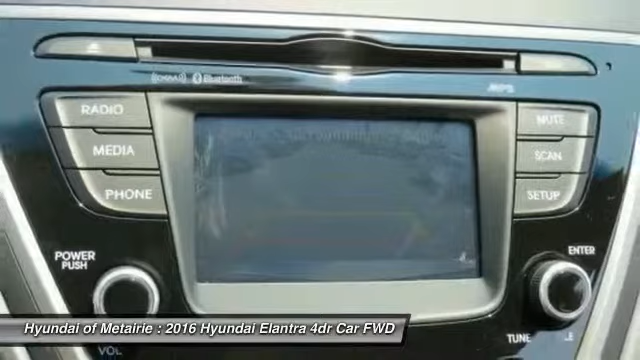 ((SiriusXM)) Bluetooth
MP3
RADIO
MUTE
MEDIA
SCAN
PHONE
SETUP
POWER
PUSH
ENTER
VOL
TUNE
Hyundai of Metairie : 2016 Hyundai Elantra 4dr Car FWD